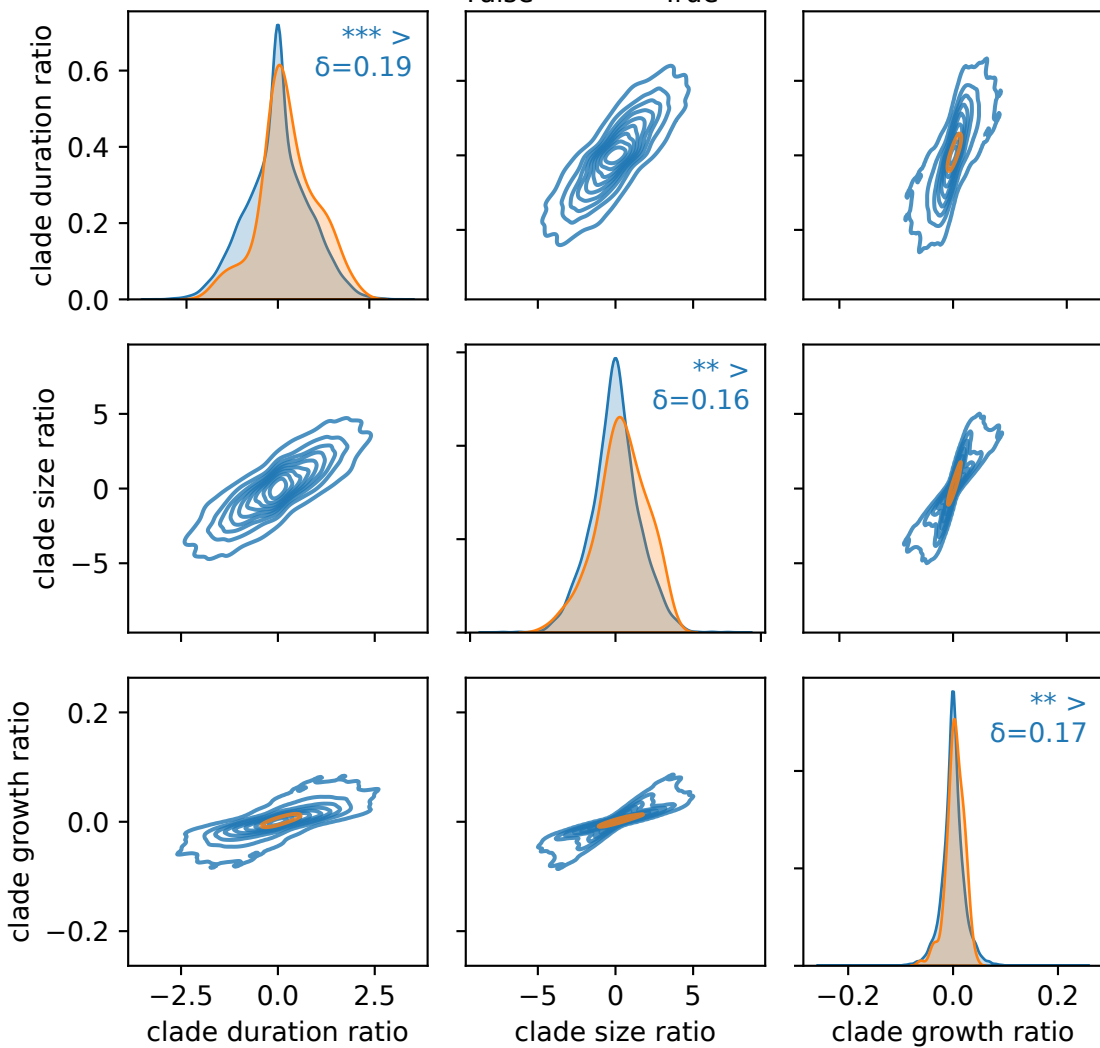 clade duration ratio
0.6
0.4
0.2
0.0
*** >
δ=0.19
clade size ratio
5
0
−5
** >
δ=0.16
clade growth ratio
0.2
0.0
−0.2
** >
δ=0.17
−2.5 0.0 2.5
−5 0 5
−0.2 0.0 0.2
clade duration ratio
clade size ratio
clade growth ratio